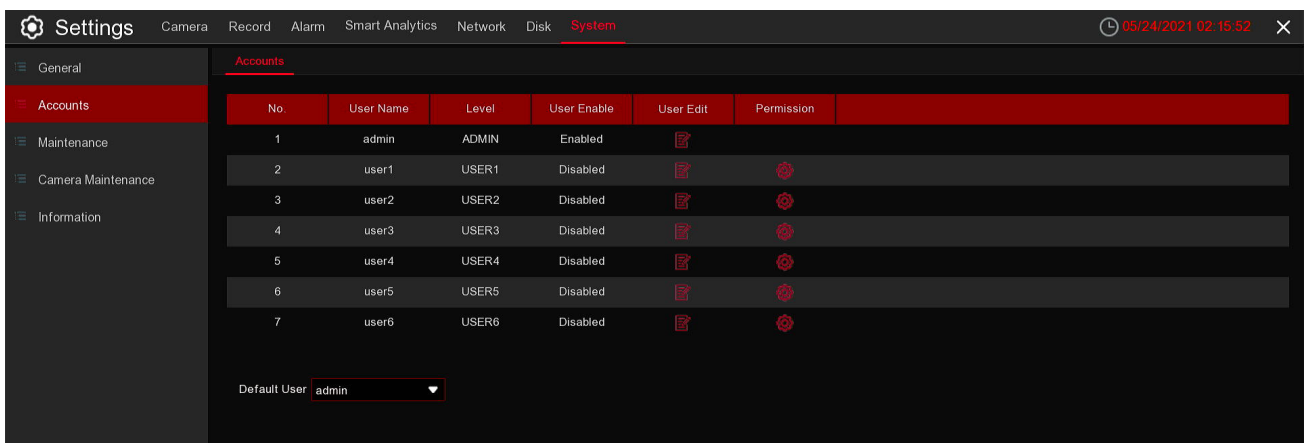 Settings Camera Record Alarm Smart Analytics Network Disk System 05/24/2021 02:15:52
General
Accounts
Maintenance
Camera Maintenance
Information
Accounts
No. User Name Level User Enable User Edit Permission
1 admin ADMIN Enabled
2 user1 USER1 Disabled
3 user2 USER2 Disabled
4 user3 USER3 Disabled
5 user4 USER4 Disabled
6 user5 USER5 Disabled
7 user6 USER6 Disabled
Default User admin